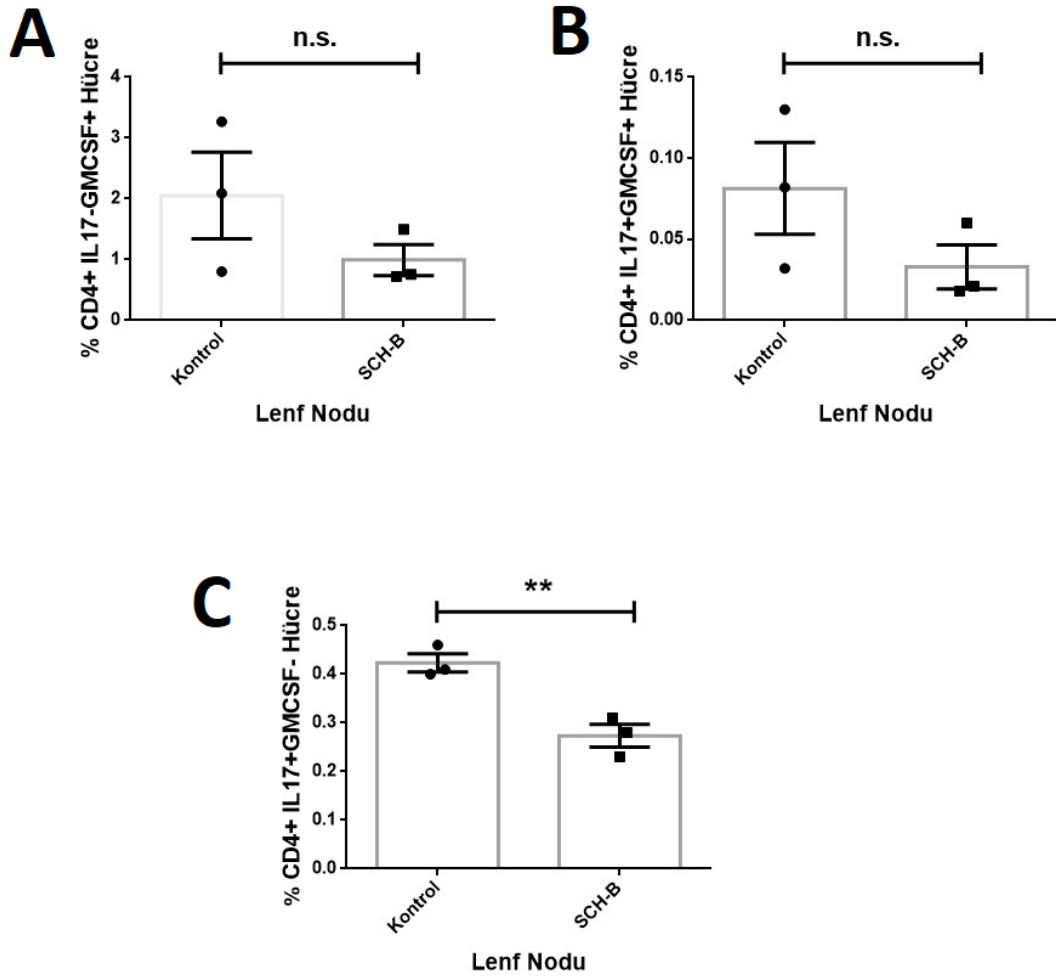 A
n.s.
% CD4+ IL17-GMCSF+ Hücre
4
3
2
1
0
Kontrol
SCH-B
Lenf Nodu
B
n.s.
% CD4+ IL17+GMCSF+ Hücre
0.15
0.10
0.05
0.00
Kontrol
SCH-B
Lenf Nodu
C
**
% CD4+ IL17+GMCSF- Hücre
0.5
0.4
0.3
0.2
0.1
0.0
Kontrol
SCH-B
Lenf Nodu